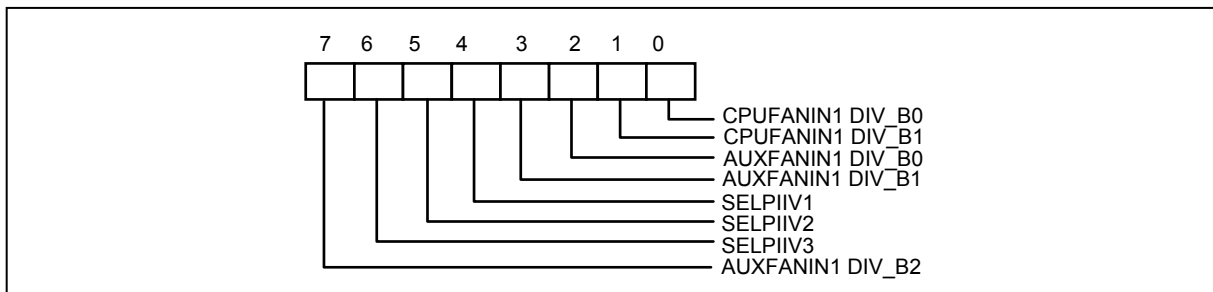 7 6 5 4 3 2 1 0
CPUFANIN1 DIV_B0
CPUFANIN1 DIV_B1
AUXFANIN1 DIV_B0
AUXFANIN1 DIV_B1
SELPIIV1
SELPIIV2
SELPIIV3
AUXFANIN1 DIV_B2